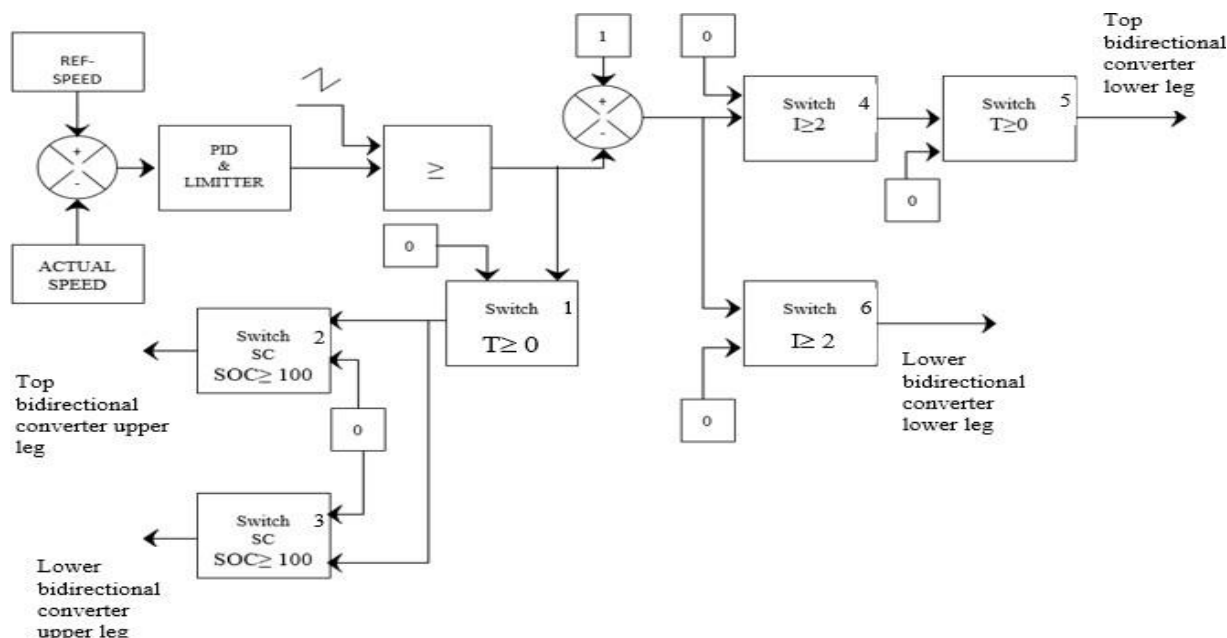 REF-
SPEED
+
-
ACTUAL
SPEED
PID
&
LIMITTER
≥
1
+
-
0
Switch 4
I≥2
Switch 5
T≥0
0
Top
bidirectional
converter
lower leg
0
Switch 1
T≥ 0
Switch 2
SC
SOC≥ 100
Top
bidirectional
converter upper
leg
0
Switch 3
SC
SOC≥ 100
Lower
bidirectional
converter
upper leg
Switch 6
I≥ 2
0
Lower
bidirectional
converter
lower leg